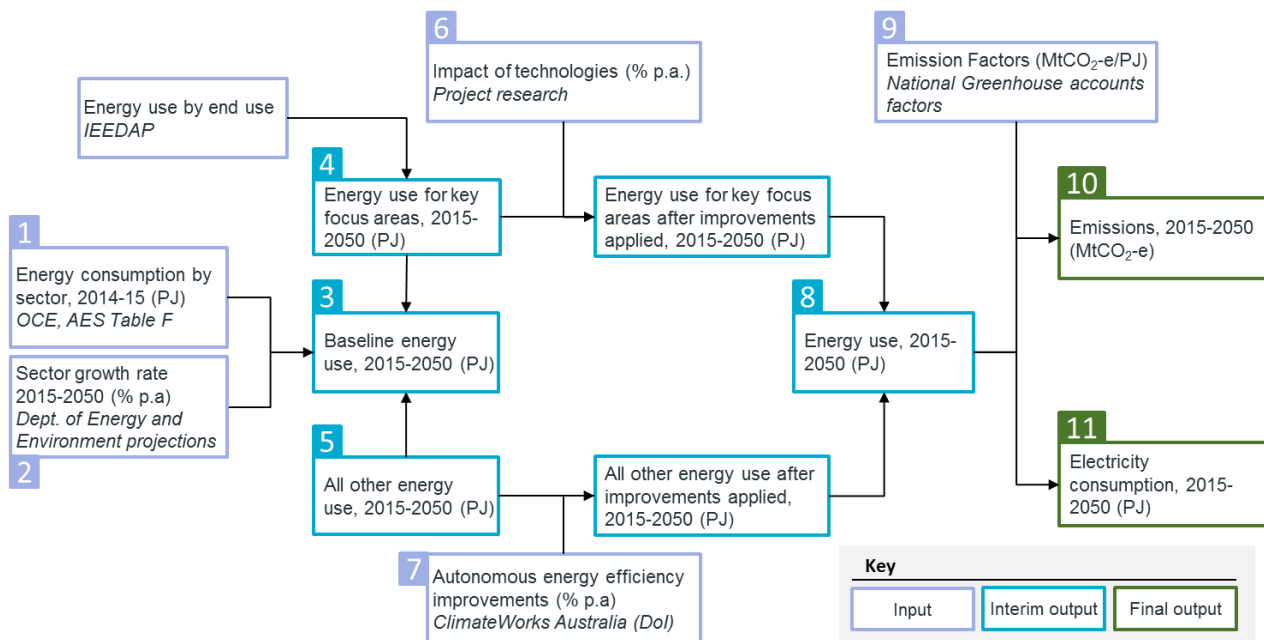 6
Impact of technologies (% p.a.)
Project research
9
Emission Factors (MtCO₂-e/PJ)
National Greenhouse accounts
factors
Energy use by end use
IEEDAP
4
Energy use for key
focus areas, 2015-
2050 (PJ)
Energy use for key focus
areas after improvements
applied, 2015-2050 (PJ)
10
Emissions, 2015-2050
(MtCO₂-e)
1
Energy consumption by
sector, 2014-15 (PJ)
OCE, AES Table F
3
Baseline energy
use, 2015-2050 (PJ)
8
Energy use, 2015-
2050 (PJ)
Sector growth rate
2015-2050 (% p.a)
Dept. of Energy and
Environment projections
2
5
All other energy
use, 2015-2050 (PJ)
All other energy use after
improvements applied,
2015-2050 (PJ)
11
Electricity
consumption, 2015-
2050 (PJ)
7
Autonomous energy efficiency
improvements (% p.a)
ClimateWorks Australia (DoI)
Key
Input
Interim output
Final output